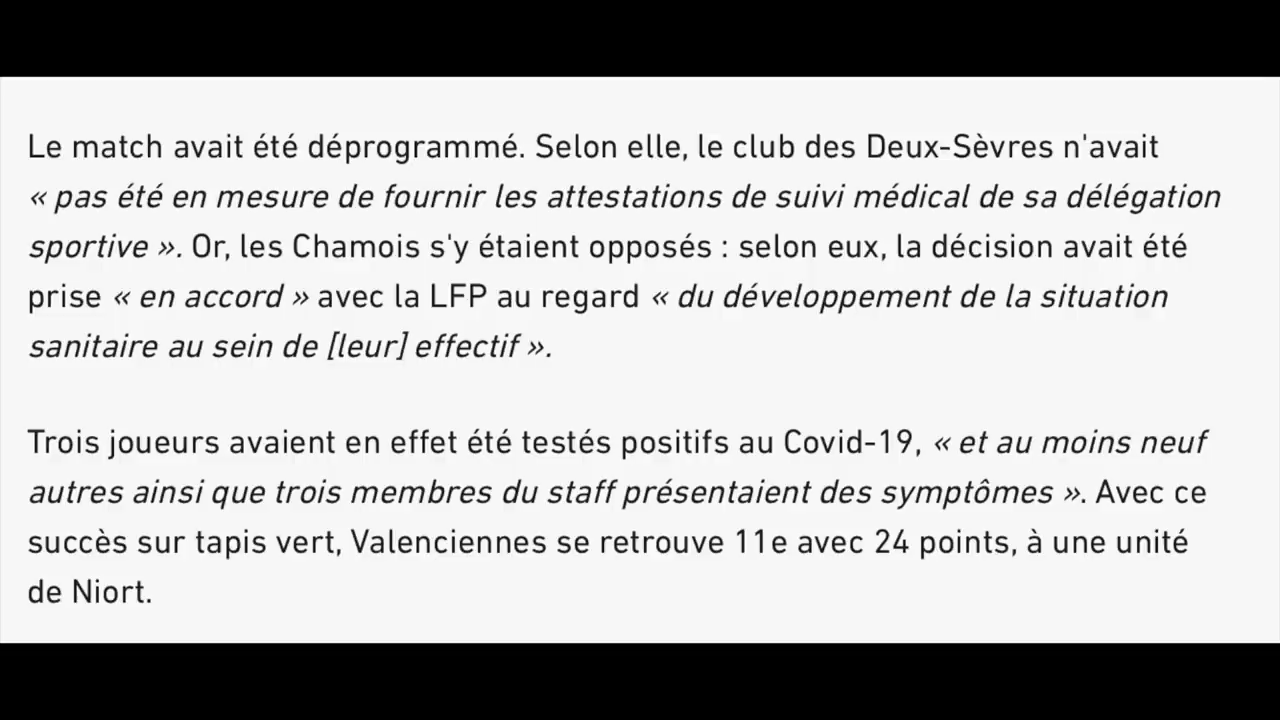 Le match avait été déprogrammé. Selon elle, le club des Deux-Sèvres n'avait
« pas été en mesure de fournir les attestations de suivi médical de sa délégation
sportive ». Or, les Chamois s'y étaient opposés : selon eux, la décision avait été
prise « en accord » avec la LFP au regard « du développement de la situation
sanitaire au sein de [leur] effectif ».
Trois joueurs avaient en effet été testés positifs au Covid-19, « et au moins neuf
autres ainsi que trois membres du staff présentaient des symptômes ». Avec ce
succès sur tapis vert, Valenciennes se retrouve 11e avec 24 points, à une unité
de Niort.